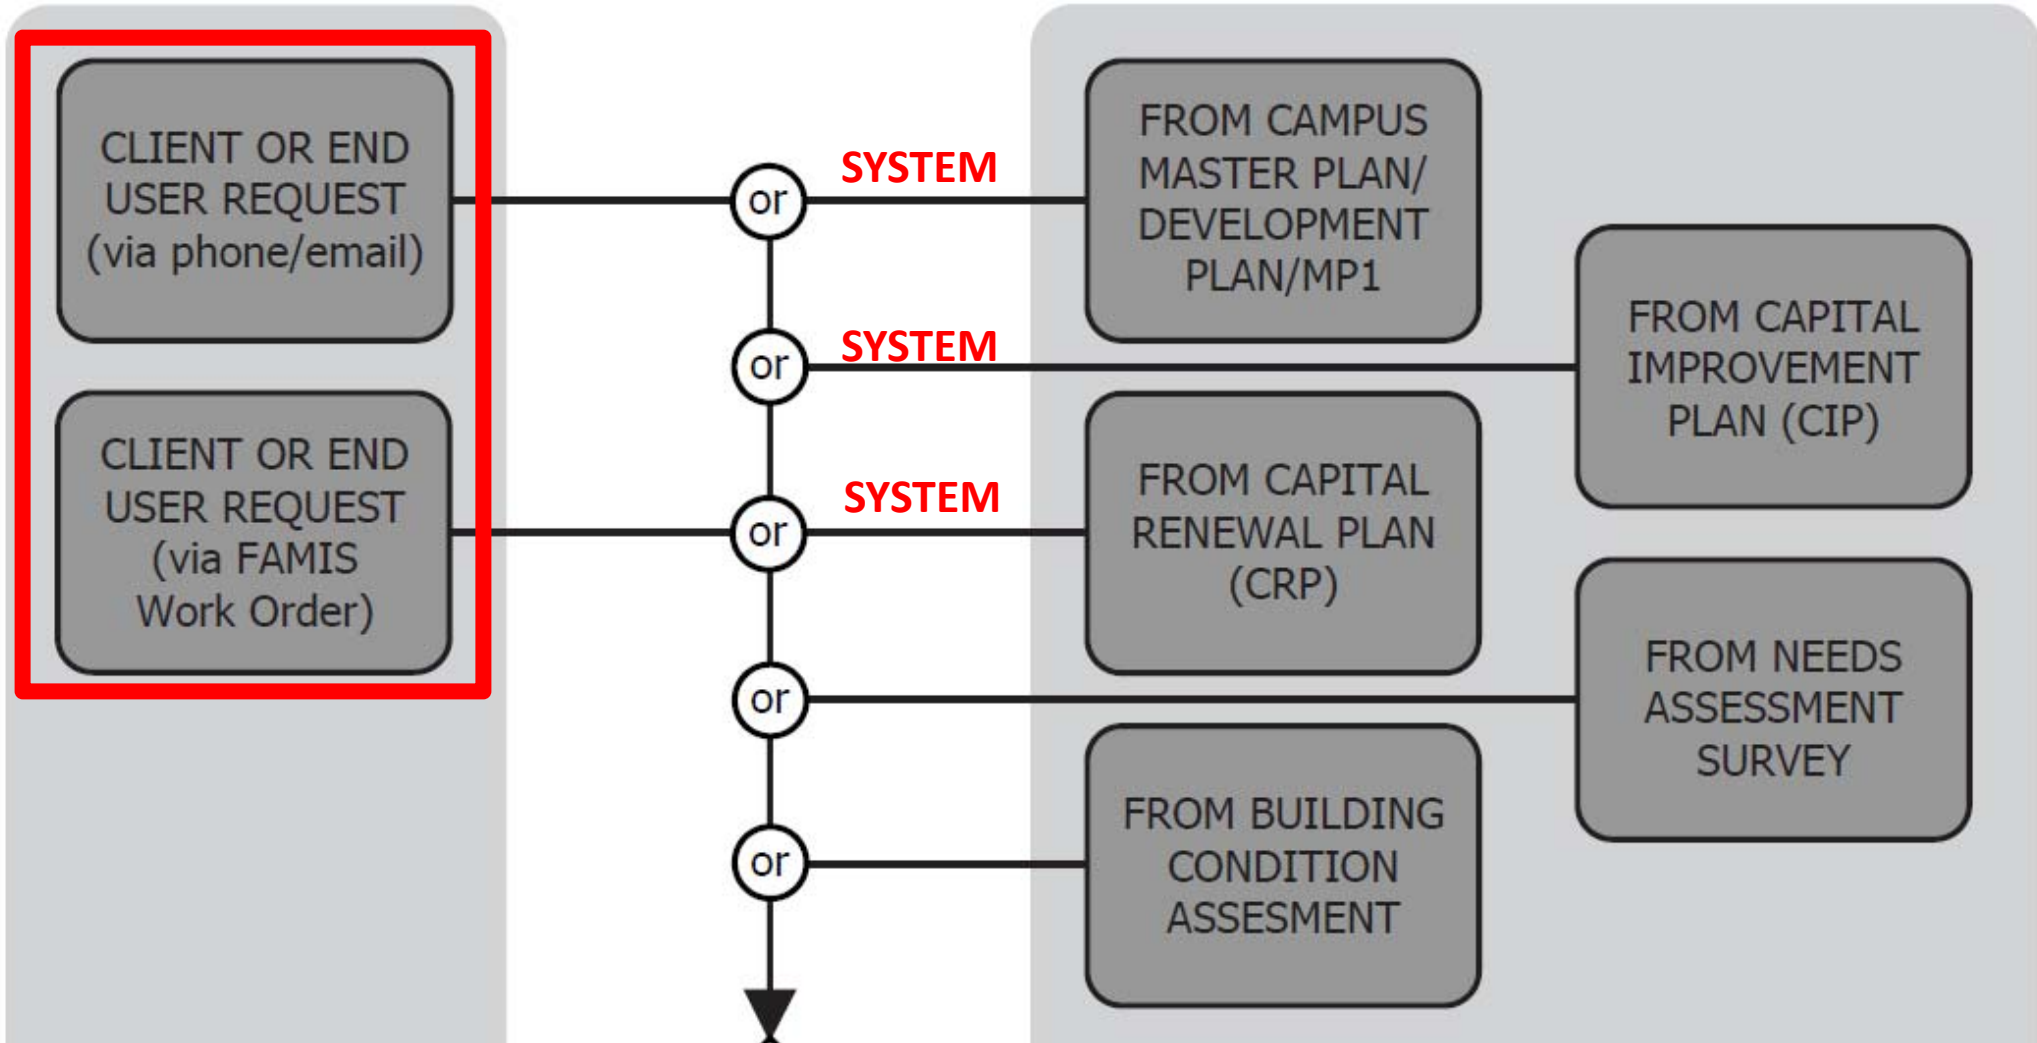 CLIENT OR END
USER REQUEST
(via phone/email)
CLIENT OR END
USER REQUEST
(via FAMIS
Work Order)
or
SYSTEM
or
SYSTEM
or
SYSTEM
or
or
FROM CAMPUS
MASTER PLAN/
DEVELOPMENT
PLAN/MP1
FROM CAPITAL
IMPROVEMENT
PLAN (CIP)
FROM CAPITAL
RENEWAL PLAN
(CRP)
FROM NEEDS
ASSESSMENT
SURVEY
FROM BUILDING
CONDITION
ASSESMENT